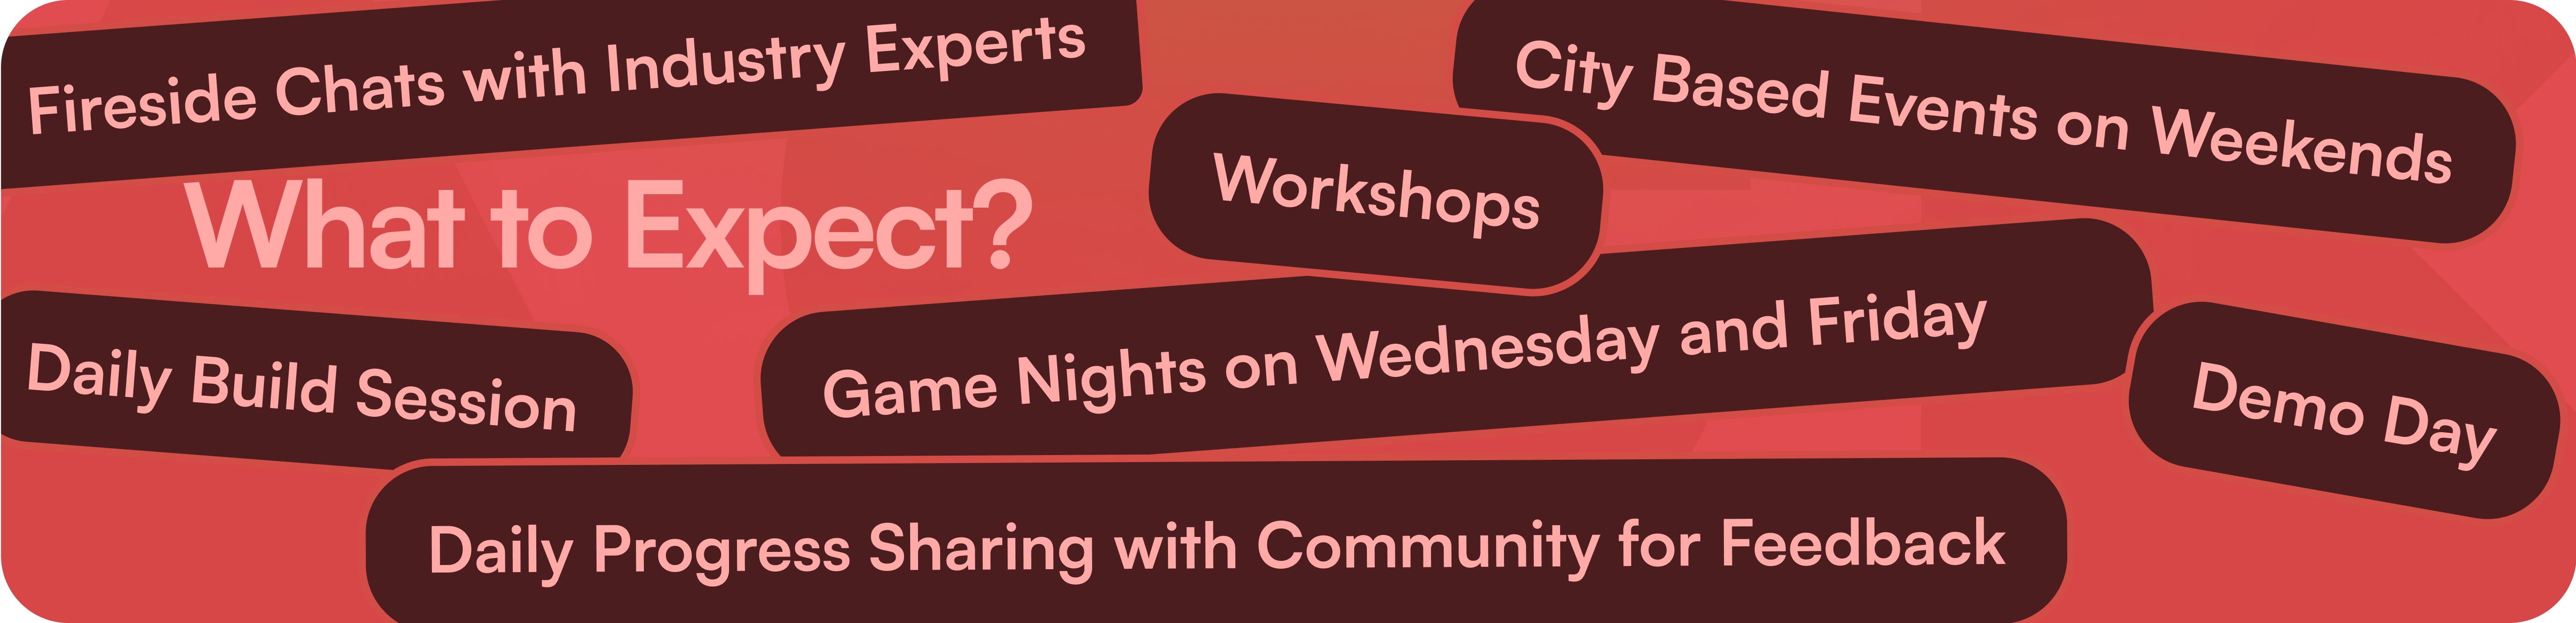 Fireside Chats with Industry Experts
City Based Events on Weekends
Workshops
What to Expect?
Daily Build Session
Game Nights on Wednesday and Friday
Demo Day
Daily Progress Sharing with Community for Feedback